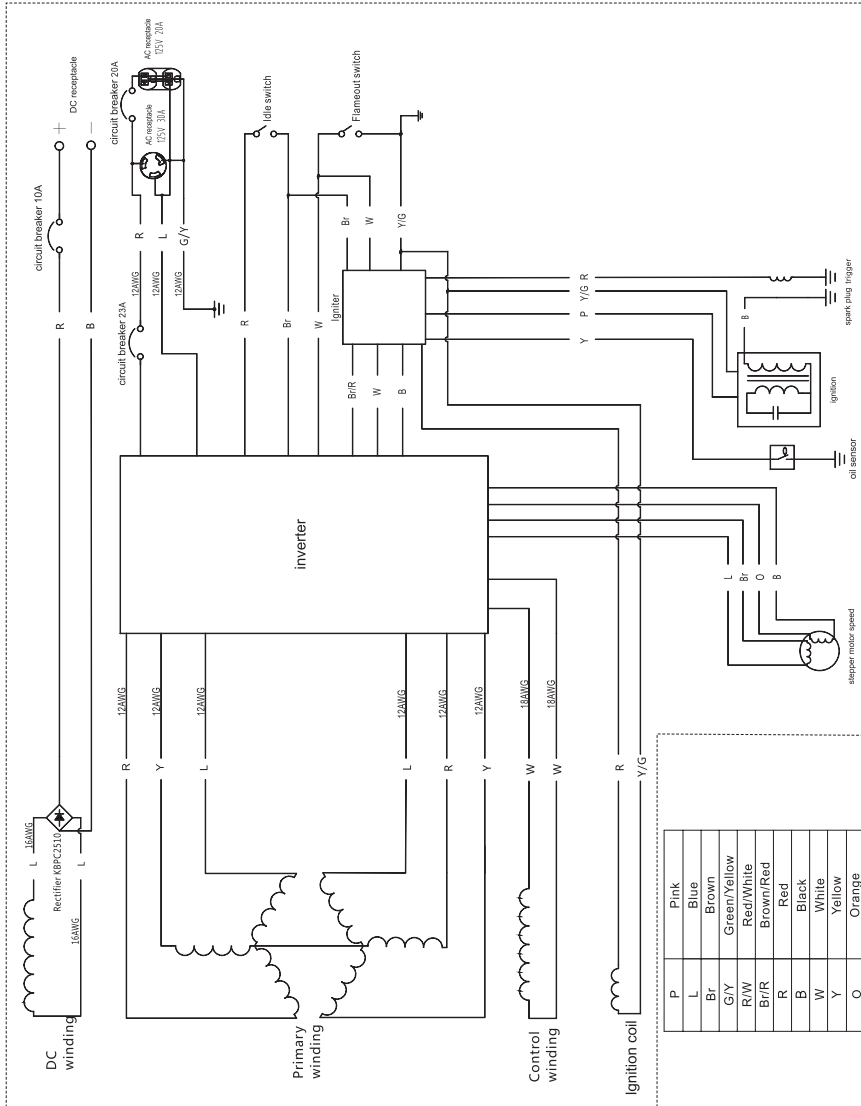 DC
winding
16AWG
L
Rectifier KBPC2510
L
16AWG
R
B
circuit breaker 10A
+
−
DC receptacle
Primary
winding
R
Y
L
L
R
Y
12AWG
12AWG
12AWG
12AWG
12AWG
12AWG
inverter
circuit breaker 23A
12AWG
12AWG
12AWG
R
L
G/Y
circuit breaker 20A
AC receptacle
125V 30A
AC receptacle
125V 20A
R
Br
W
Idle switch
Flameout switch
Br/R
W
B
Igniter
Br
W
Y/G
R
Y/G
P
Y
B
spark plug trigger
ignition
oil sensor
Control
winding
W
W
18AWG
18AWG
L
Br
O
B
stepper motor speed
Ignition coil
R
Y/G
P Pink
L Blue
Br Brown
G/Y Green/Yellow
R/W Red/White
Br/R Brown/Red
R Red
B Black
W White
Y Yellow
O Orange